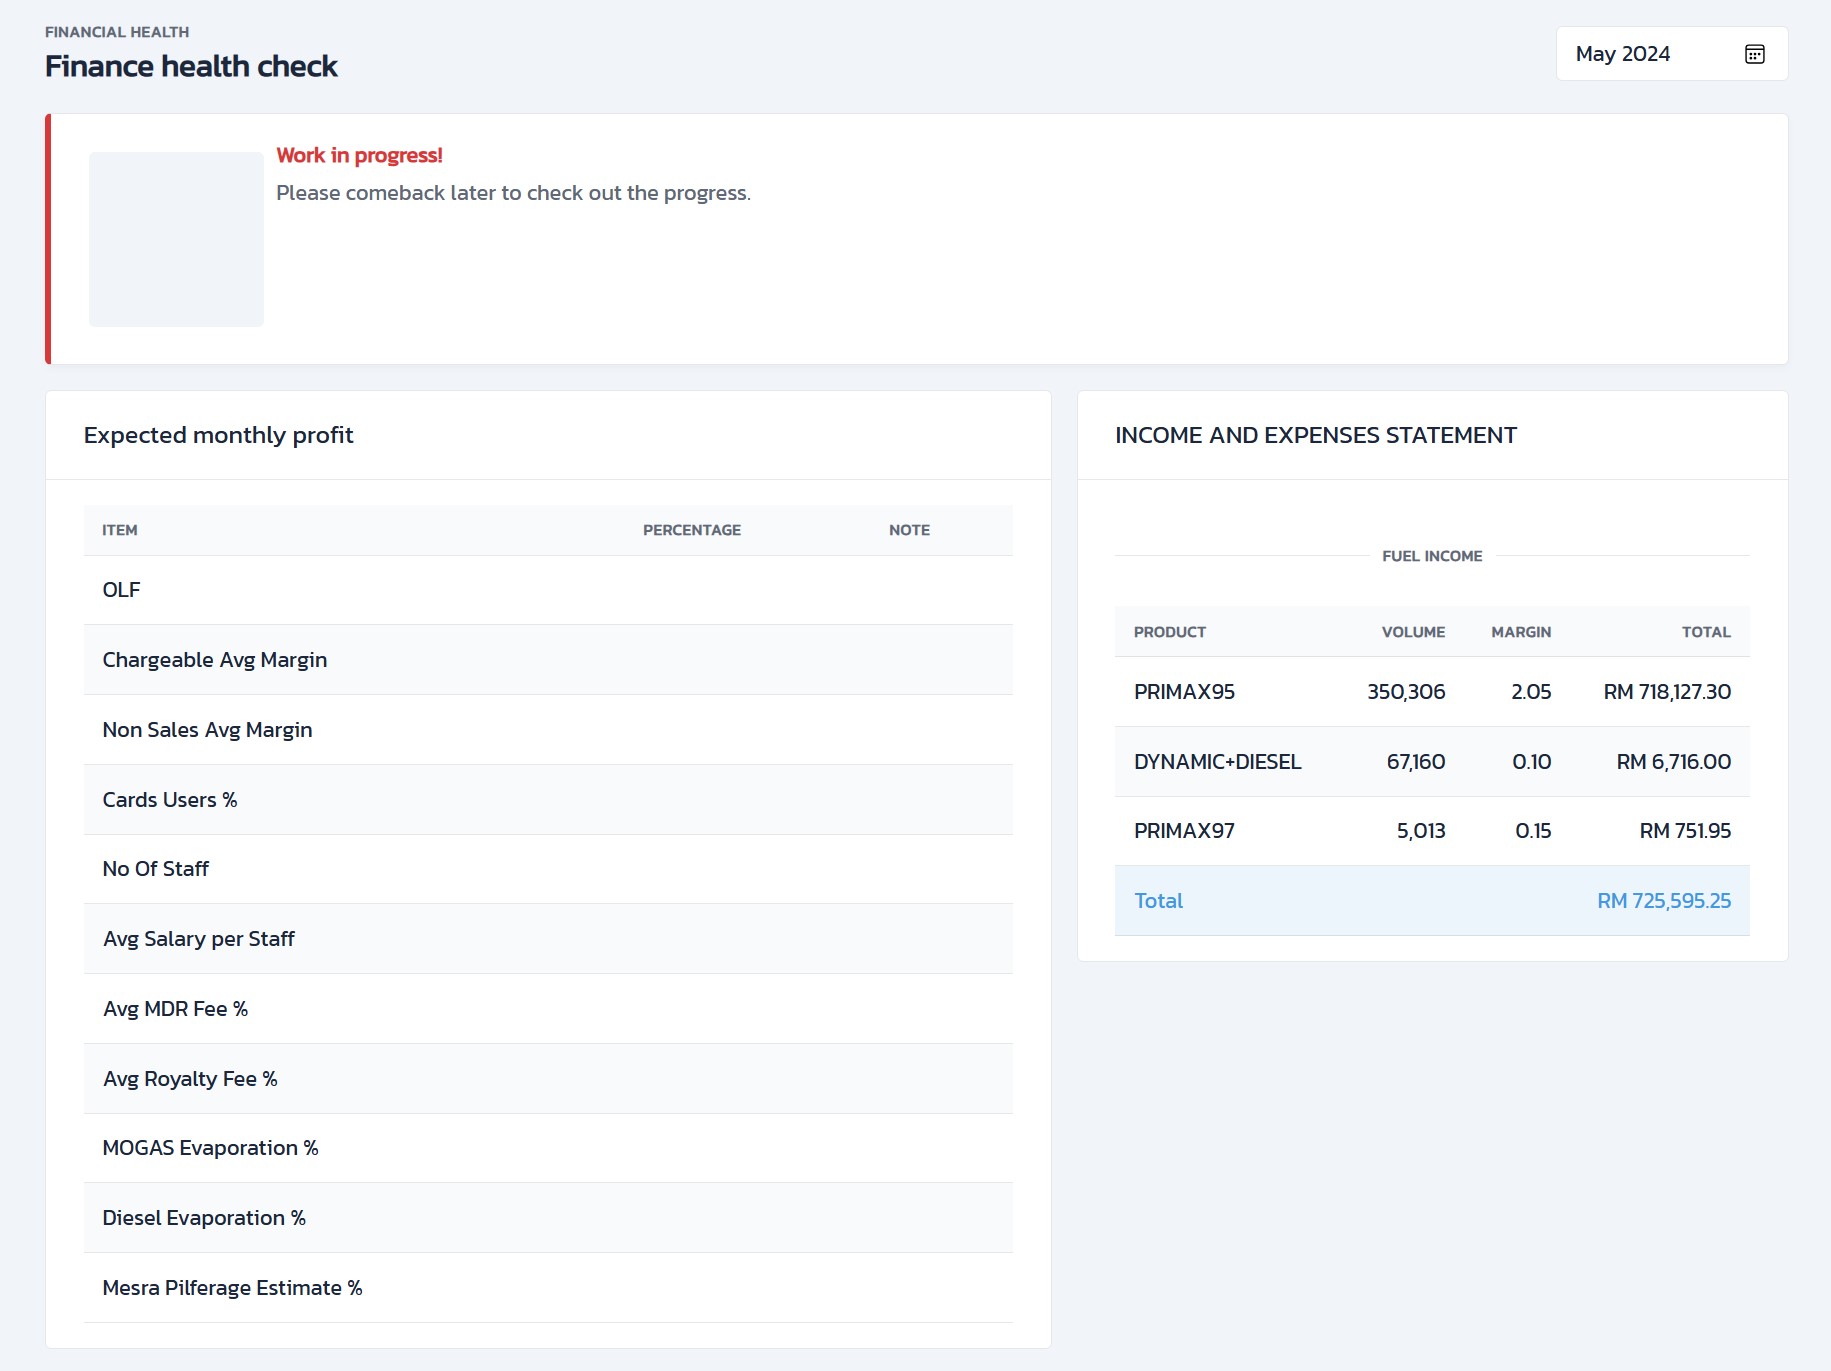 FINANCIAL HEALTH
Finance health check
May 2024
Work in progress!
Please comeback later to check out the progress.
Expected monthly profit
ITEM PERCENTAGE NOTE
OLF
Chargeable Avg Margin
Non Sales Avg Margin
Cards Users %
No Of Staff
Avg Salary per Staff
Avg MDR Fee %
Avg Royalty Fee %
MOGAS Evaporation %
Diesel Evaporation %
Mesra Pilferage Estimate %
INCOME AND EXPENSES STATEMENT
FUEL INCOME
PRODUCT VOLUME MARGIN TOTAL
PRIMAX95 350,306 2.05 RM 718,127.30
DYNAMIC+DIESEL 67,160 0.10 RM 6,716.00
PRIMAX97 5,013 0.15 RM 751.95
Total RM 725,595.25